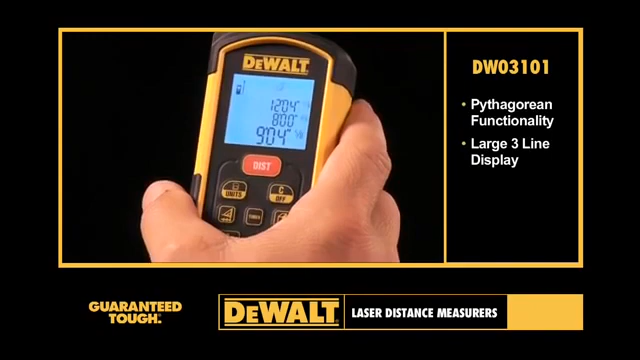 DEWALT
1204"
800"
904"
DIST
UNITS
C
OFF
TIMER
DW03101
• Pythagorean
Functionality
• Large 3 Line
Display
GUARANTEED
TOUGH.
DEWALT
LASER DISTANCE MEASURERS